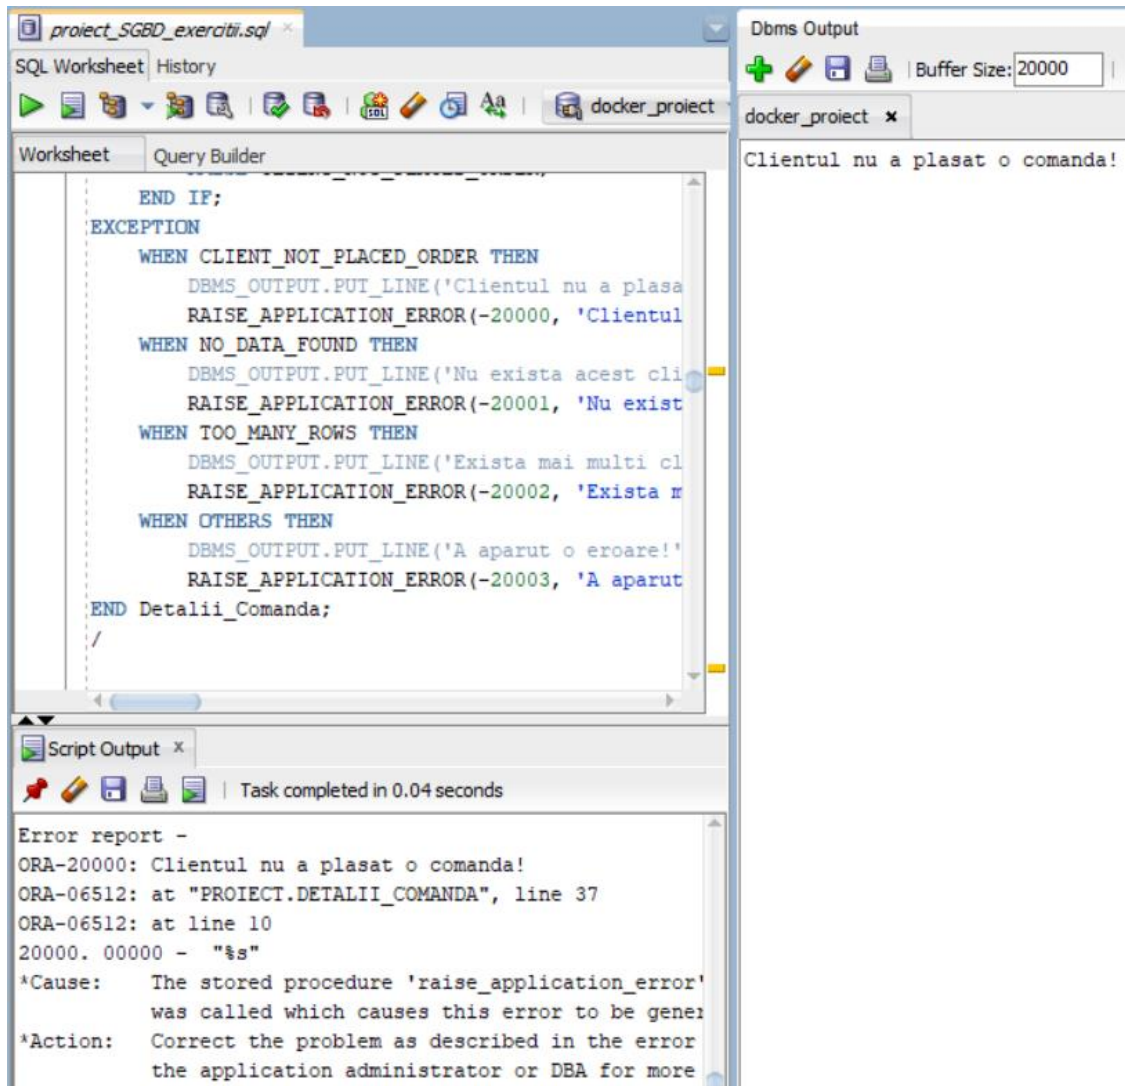 proiect_SGBD_exercitii.sql
SQL Worksheet History
docker_proiect
Worksheet Query Builder
END IF;
EXCEPTION
WHEN CLIENT_NOT_PLACED_ORDER THEN
DBMS_OUTPUT.PUT_LINE('Clientul nu a plasa
RAISE_APPLICATION_ERROR(-20000, 'Clientul
WHEN NO_DATA_FOUND THEN
DBMS_OUTPUT.PUT_LINE('Nu exista acest cli
RAISE_APPLICATION_ERROR(-20001, 'Nu exist
WHEN TOO_MANY_ROWS THEN
DBMS_OUTPUT.PUT_LINE('Exista mai multi cl
RAISE_APPLICATION_ERROR(-20002, 'Exista m
WHEN OTHERS THEN
DBMS_OUTPUT.PUT_LINE('A aparut o eroare!'
RAISE_APPLICATION_ERROR(-20003, 'A aparut
END Detalii_Comanda;
/
Script Output
Task completed in 0.04 seconds
Error report -
ORA-20000: Clientul nu a plasat o comanda!
ORA-06512: at "PROIECT.DETALII_COMANDA", line 37
ORA-06512: at line 10
20000. 00000 - "%s"
*Cause: The stored procedure 'raise_application_error'
was called which causes this error to be gener
*Action: Correct the problem as described in the error
the application administrator or DBA for more
Dbms Output
Buffer Size: 20000
docker_proiect
Clientul nu a plasat o comanda!